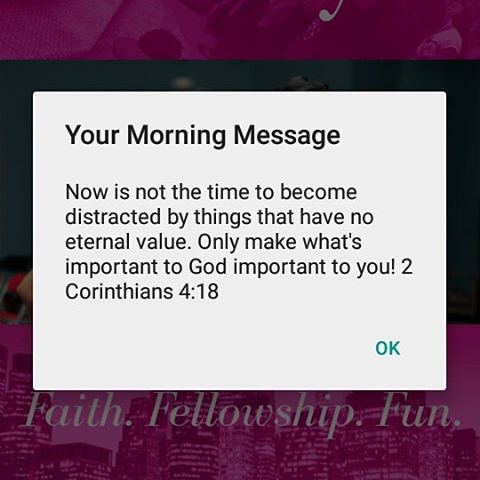 Your Morning Message
Now is not the time to become
distracted by things that have no
eternal value. Only make what's
important to God important to you! 2
Corinthians 4:18
OK
Faith. Fellowship. Fun.